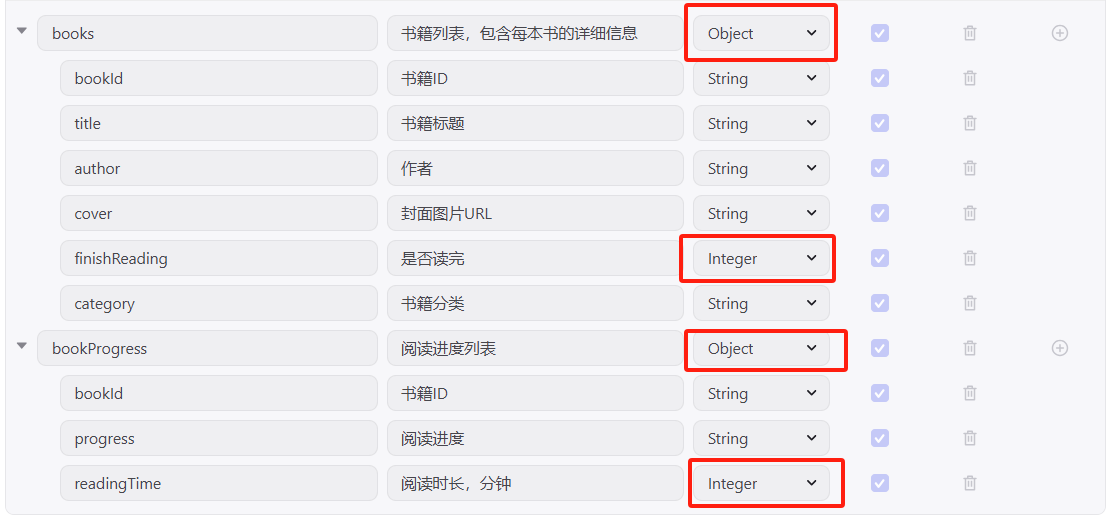 books 书籍列表，包含每本书的详细信息 Object
bookId 书籍ID String
title 书籍标题 String
author 作者 String
cover 封面图片URL String
finishReading 是否读完 Integer
category 书籍分类 String
bookProgress 阅读进度列表 Object
bookId 书籍ID String
progress 阅读进度 String
readingTime 阅读时长，分钟 Integer